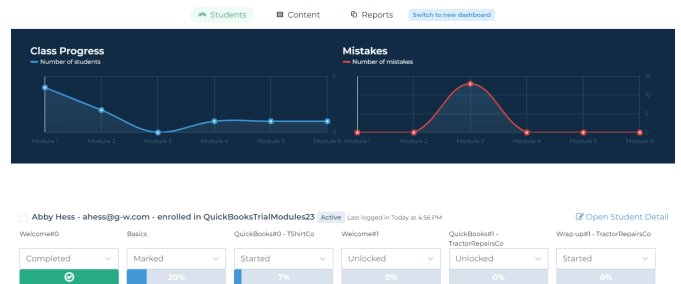 Students Content Reports Switch to new dashboard
Class Progress Mistakes
Number of students Number of mistakes
5 15
10
5
0 0
Module 1 Module 2 Module 3 Module 4 Module 5 Module 6 Module 1 Module 2 Module 3 Module 4 Module 5 Module 6
Abby Hess - ahess@g-w.com - enrolled in QuickBooksTrialModules23 Active Last logged in Today at 4:56 PM Open Student Detail
Welcome#0 Basics QuickBooks#0 - TShirtCo Welcome#1 QuickBooks#1 - TractorRepairsCo Wrap up#1 - TractorRepairsCo
Completed Marked Started Unlocked Unlocked Started
20% 7% 0% 0% 0%